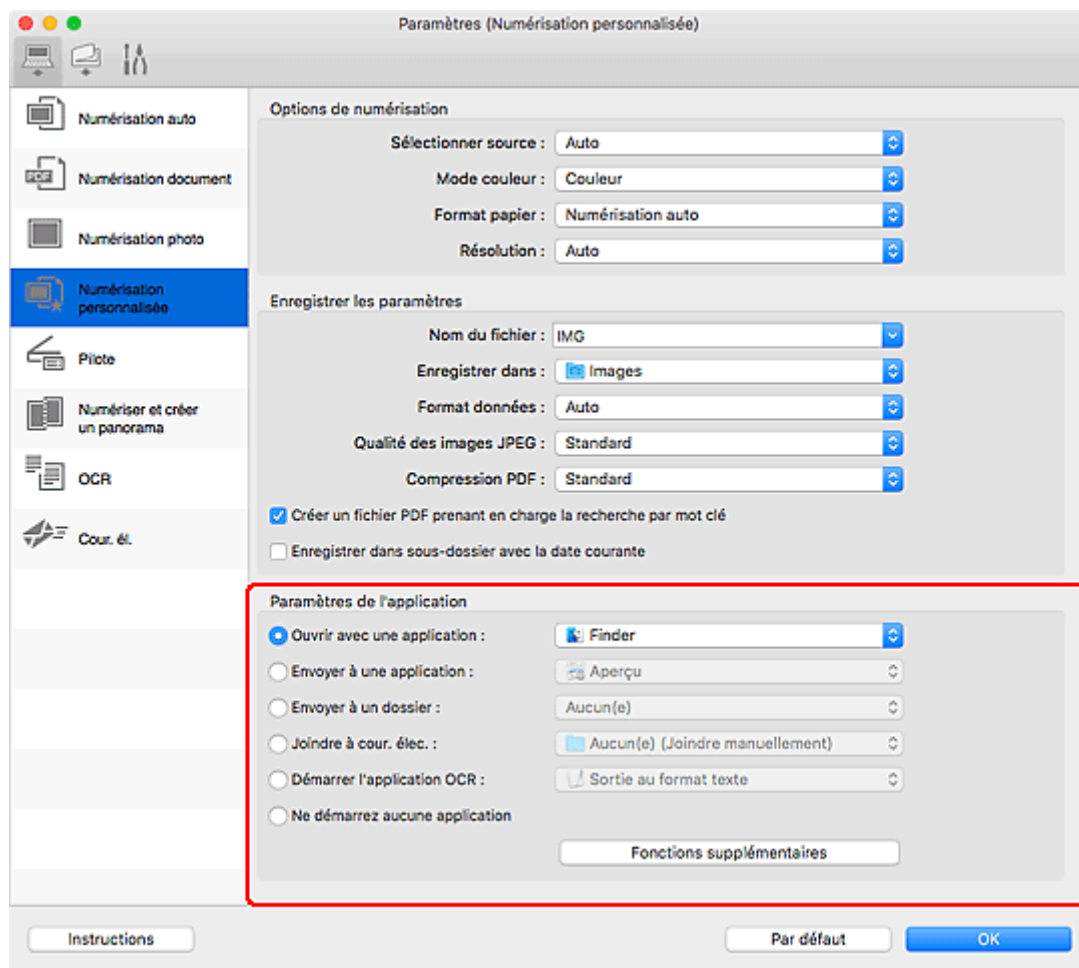 Paramètres (Numérisation personnalisée)
Numérisation auto
PDF
Numérisation document
Numérisation photo
Numérisation
personnalisée
Pilote
Numériser et créer
un panorama
OCR
Cour. él.
Options de numérisation
Sélectionner source : Auto
Mode couleur : Couleur
Format papier : Numérisation auto
Résolution : Auto
Enregistrer les paramètres
Nom du fichier : IMG
Enregistrer dans : Images
Format données : Auto
Qualité des images JPEG : Standard
Compression PDF : Standard
Créer un fichier PDF prenant en charge la recherche par mot clé
Enregistrer dans sous-dossier avec la date courante
Paramètres de l'application
Ouvrir avec une application : Finder
Envoyer à une application : Aperçu
Envoyer à un dossier : Aucun(e)
Joindre à cour. élec. : Aucun(e) (Joindre manuellement)
Démarrer l'application OCR : Sortie au format texte
Ne démarrez aucune application
Fonctions supplémentaires
Instructions Par défaut OK